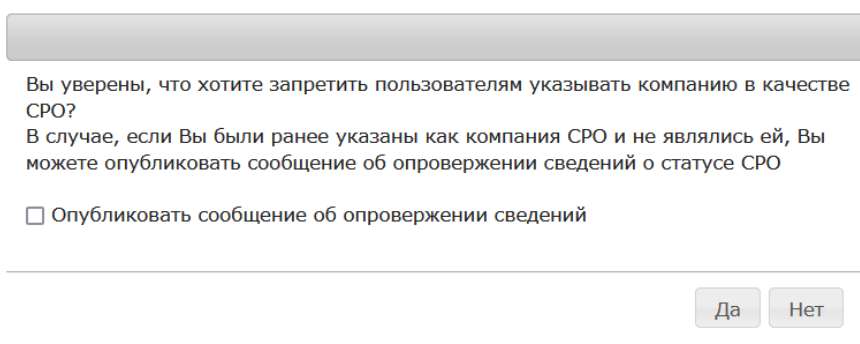 Вы уверены, что хотите запретить пользователям указывать компанию в качестве
СРО?
В случае, если Вы были ранее указаны как компания СРО и не являлись ей, Вы
можете опубликовать сообщение об опровержении сведений о статусе СРО
Опубликовать сообщение об опровержении сведений
Да Нет